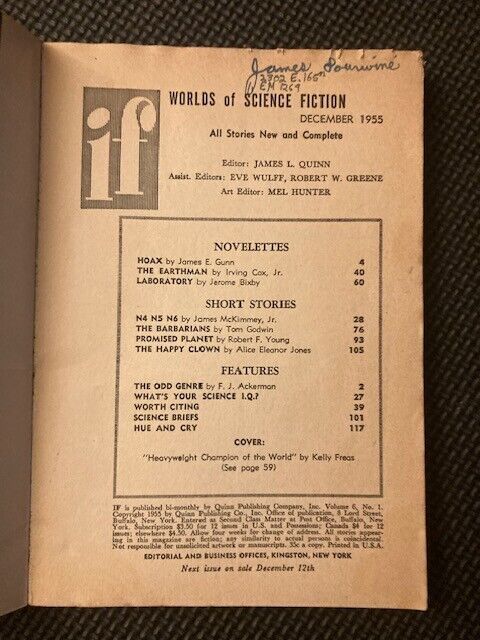 James Pourviné
2302 E. 165th
EM 1269
if
WORLDS of SCIENCE FICTION
DECEMBER 1955
All Stories New and Complete
Editor: JAMES L. QUINN
Assist. Editors: EVE WULFF, ROBERT W. GREENE
Art Editor: MEL HUNTER
NOVELETTES
HOAX by James E. Gunn 4
THE EARTHMAN by Irving Cox, Jr. 40
LABORATORY by Jerome Bixby 60
SHORT STORIES
N4 N5 N6 by James McKimmey, Jr. 28
THE BARBARIANS by Tom Godwin 76
PROMISED PLANET by Robert F. Young 93
THE HAPPY CLOWN by Alice Eleanor Jones 105
FEATURES
THE ODD GENRE by F. J. Ackerman 2
WHAT'S YOUR SCIENCE I.Q.? 27
WORTH CITING 39
SCIENCE BRIEFS 101
HUE AND CRY 117
COVER:
"Heavyweight Champion of the World" by Kelly Freas
(See page 59)
IF is published bi-monthly by Quinn Publishing Company, Inc. Volume 6, No. 1.
Copyright 1955 by Quinn Publishing Co., Inc. Office of publication, 8 Lord Street,
Buffalo, New York. Entered as Second Class Matter at Post Office, Buffalo, New
York. Subscription $3.50 for 12 issues in U.S. and Possessions; Canada $4 for 12
issues; elsewhere $4.50. Allow four weeks for change of address. All stories appear-
ing in this magazine are fiction; any similarity to actual persons is coincidental.
Not responsible for unsolicited artwork or manuscripts. 35c a copy. Printed in U.S.A.
EDITORIAL AND BUSINESS OFFICES, KINGSTON, NEW YORK
Next issue on sale December 12th